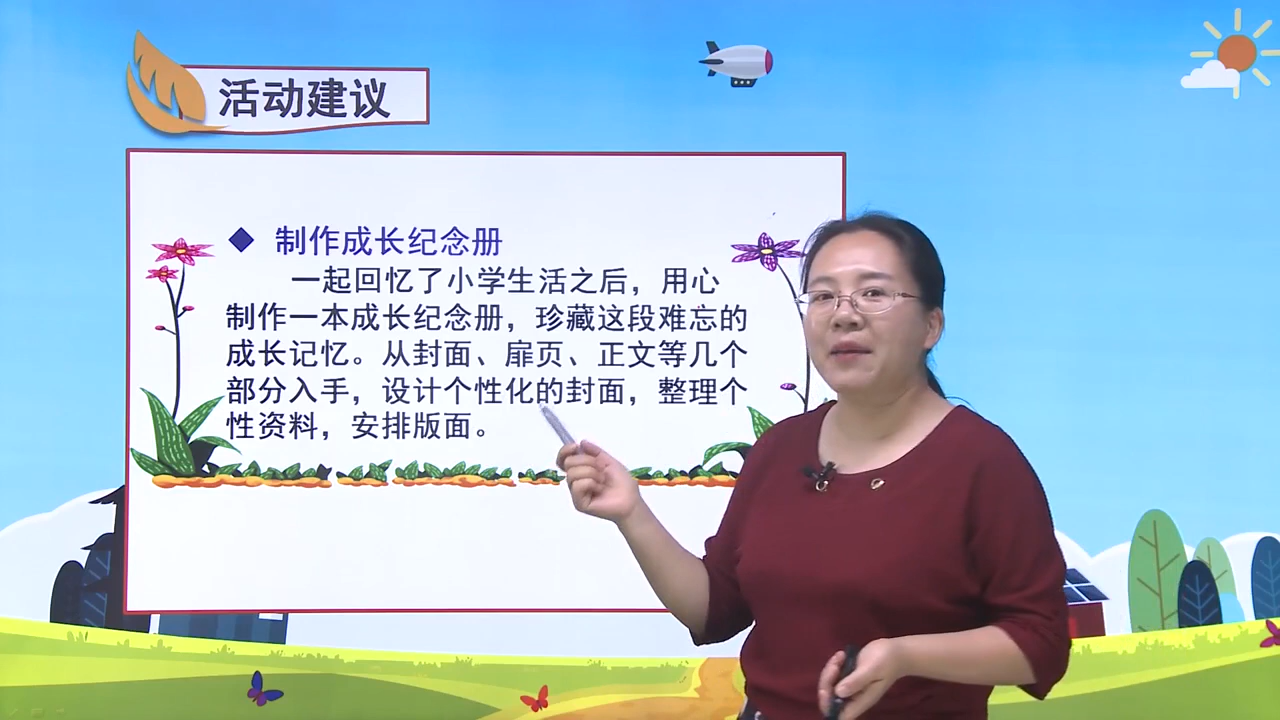 活动建议
◆ 制作成长纪念册
一起回忆了小学生活之后，用心
制作一本成长纪念册，珍藏这段难忘的
成长记忆。从封面、扉页、正文等几个
部分入手，设计个性化的封面，整理个
性资料，安排版面。